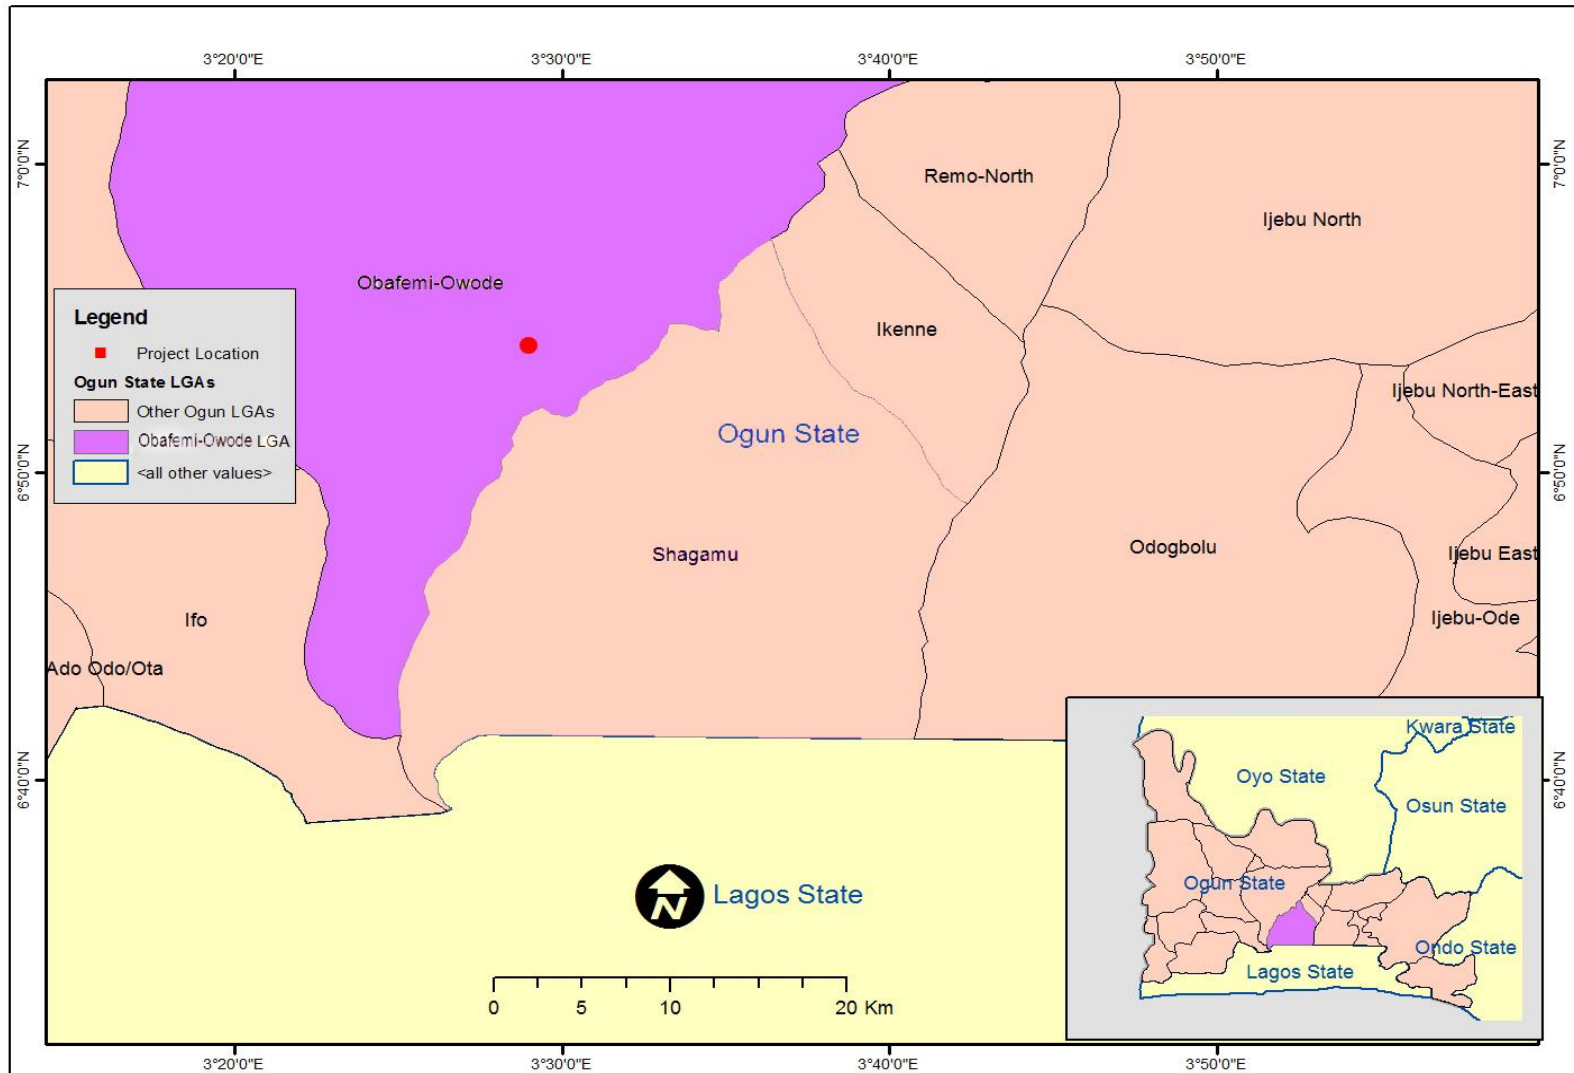 3°20'0"E
3°30'0"E
3°40'0"E
3°50'0"E
7°0'0"N
7°0'0"N
Remo-North
Ijebu North
Obafemi-Owode
Legend
Project Location
Ogun State LGAs
Other Ogun LGAs
Obafemi-Owode LGA
<all other values>
Ikenne
Ijebu North-East
Ogun State
6°50'0"N
6°50'0"N
Shagamu
Odogbolu
Ijebu East
Ifo
Ijebu-Ode
Ado Odo/Ota
6°40'0"N
6°40'0"N
Kwara State
Oyo State
Osun State
Ogun State
Ondo State
Lagos State
N
Lagos State
0 5 10 20 Km
3°20'0"E
3°30'0"E
3°40'0"E
3°50'0"E